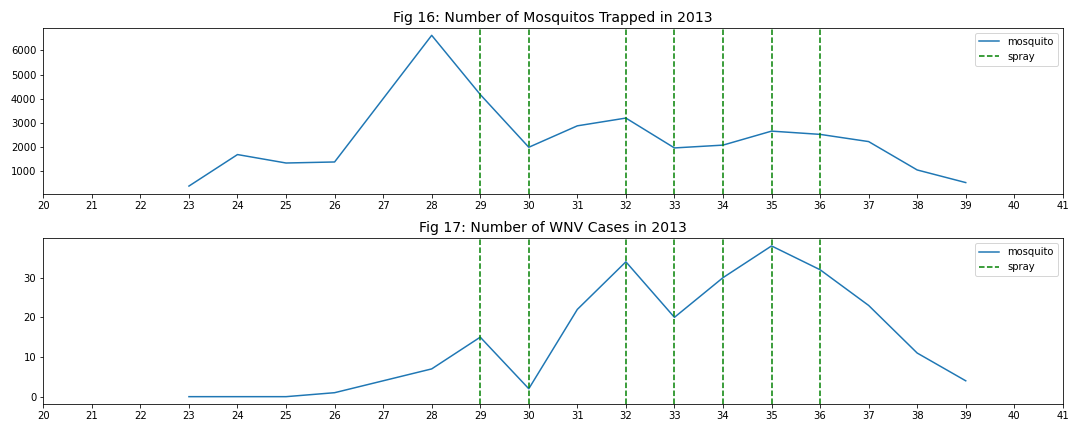 Fig 16: Number of Mosquitos Trapped in 2013
mosquito
spray
6000
5000
4000
3000
2000
1000
20 21 22 23 24 25 26 27 28 29 30 31 32 33 34 35 36 37 38 39 40 41
Fig 17: Number of WNV Cases in 2013
mosquito
spray
30
20
10
0
20 21 22 23 24 25 26 27 28 29 30 31 32 33 34 35 36 37 38 39 40 41